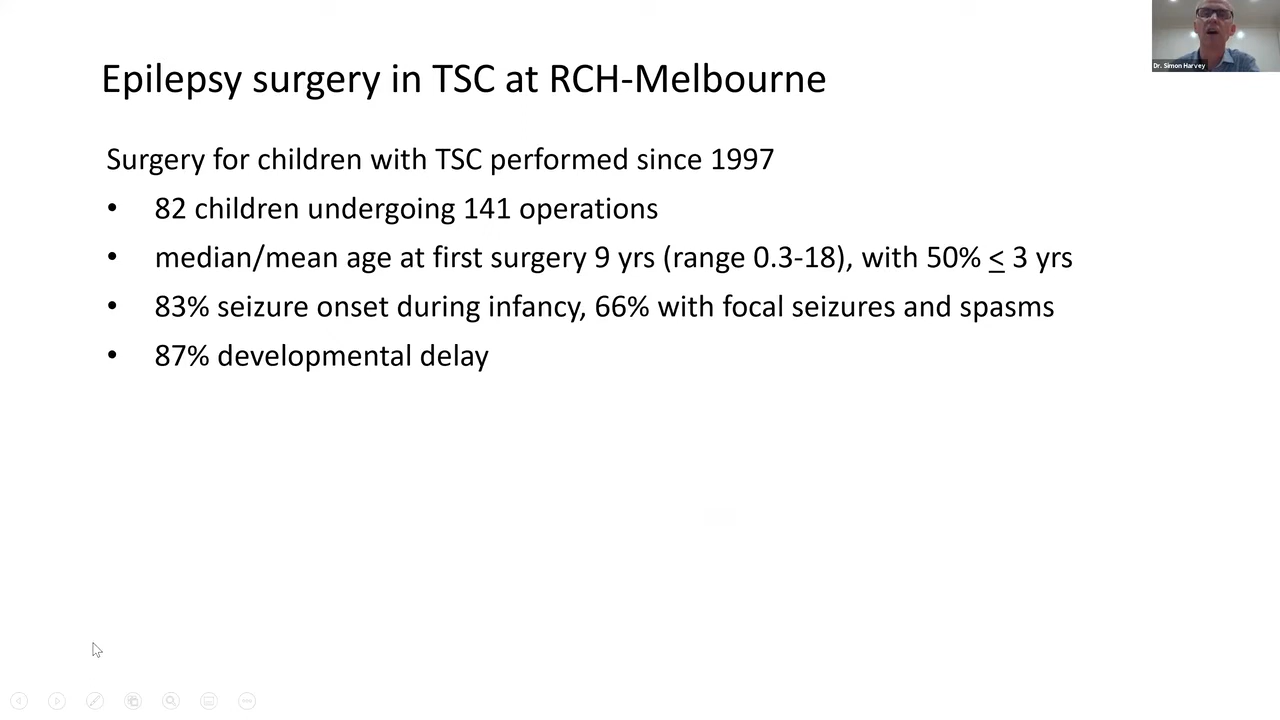 Dr. Simon Harvey
Epilepsy surgery in TSC at RCH-Melbourne
Surgery for children with TSC performed since 1997
• 82 children undergoing 141 operations
• median/mean age at first surgery 9 yrs (range 0.3-18), with 50% ≤ 3 yrs
• 83% seizure onset during infancy, 66% with focal seizures and spasms
• 87% developmental delay